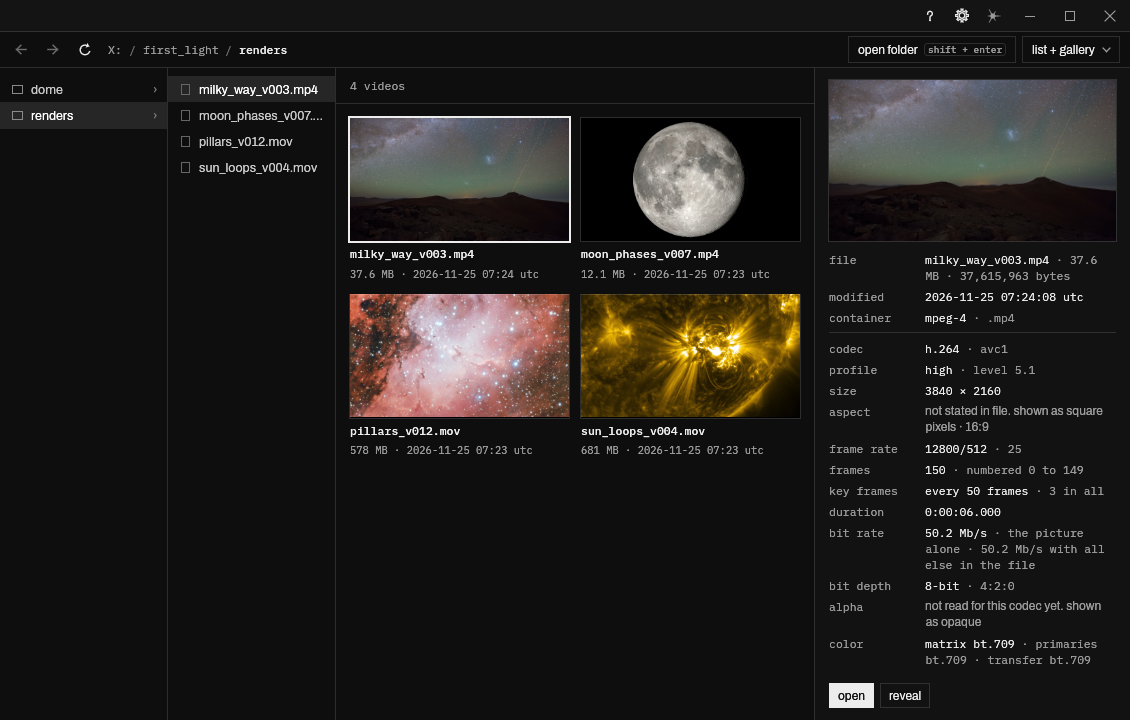 ?
X: / first_light / renders
open folder shift + enter
list + gallery
dome
renders
milky_way_v003.mp4
moon_phases_v007....
pillars_v012.mov
sun_loops_v004.mov
4 videos
milky_way_v003.mp4
37.6 MB · 2026-11-25 07:24 utc
moon_phases_v007.mp4
12.1 MB · 2026-11-25 07:23 utc
pillars_v012.mov
578 MB · 2026-11-25 07:23 utc
sun_loops_v004.mov
681 MB · 2026-11-25 07:23 utc
file milky_way_v003.mp4 · 37.6
MB · 37,615,963 bytes
modified 2026-11-25 07:24:08 utc
container mpeg-4 · .mp4
codec h.264 · avc1
profile high · level 5.1
size 3840 × 2160
aspect not stated in file. shown as square
pixels · 16:9
frame rate 12800/512 · 25
frames 150 · numbered 0 to 149
key frames every 50 frames · 3 in all
duration 0:00:06.000
bit rate 50.2 Mb/s · the picture
alone · 50.2 Mb/s with all
else in the file
bit depth 8-bit · 4:2:0
alpha not read for this codec yet. shown
as opaque
color matrix bt.709 · primaries
bt.709 · transfer bt.709
open reveal